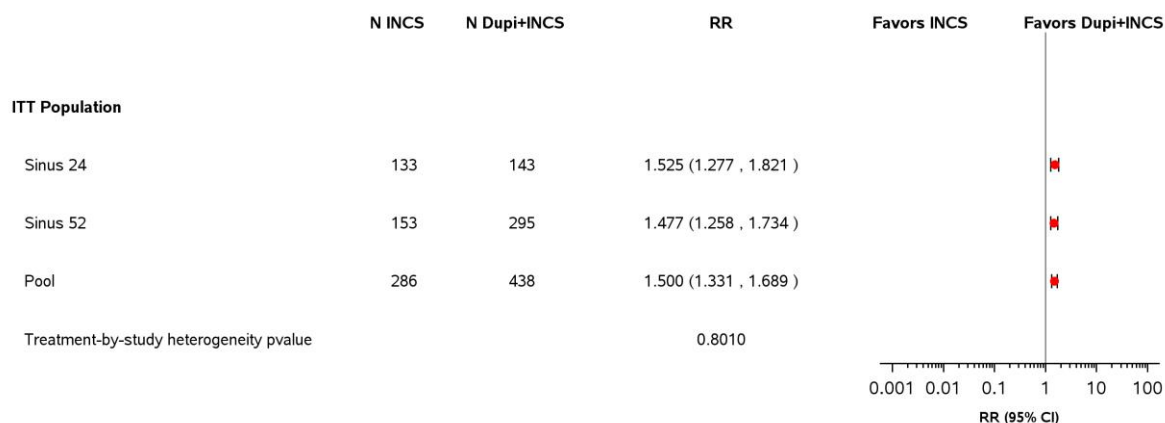 N INCS N Dupi+INCS RR Favors INCS Favors Dupi+INCS
ITT Population
Sinus 24 133 143 1.525 (1.277 , 1.821 )
Sinus 52 153 295 1.477 (1.258 , 1.734 )
Pool 286 438 1.500 (1.331 , 1.689 )
Treatment-by-study heterogeneity pvalue 0.8010
0.001 0.01 0.1 1 10 100
RR (95% CI)